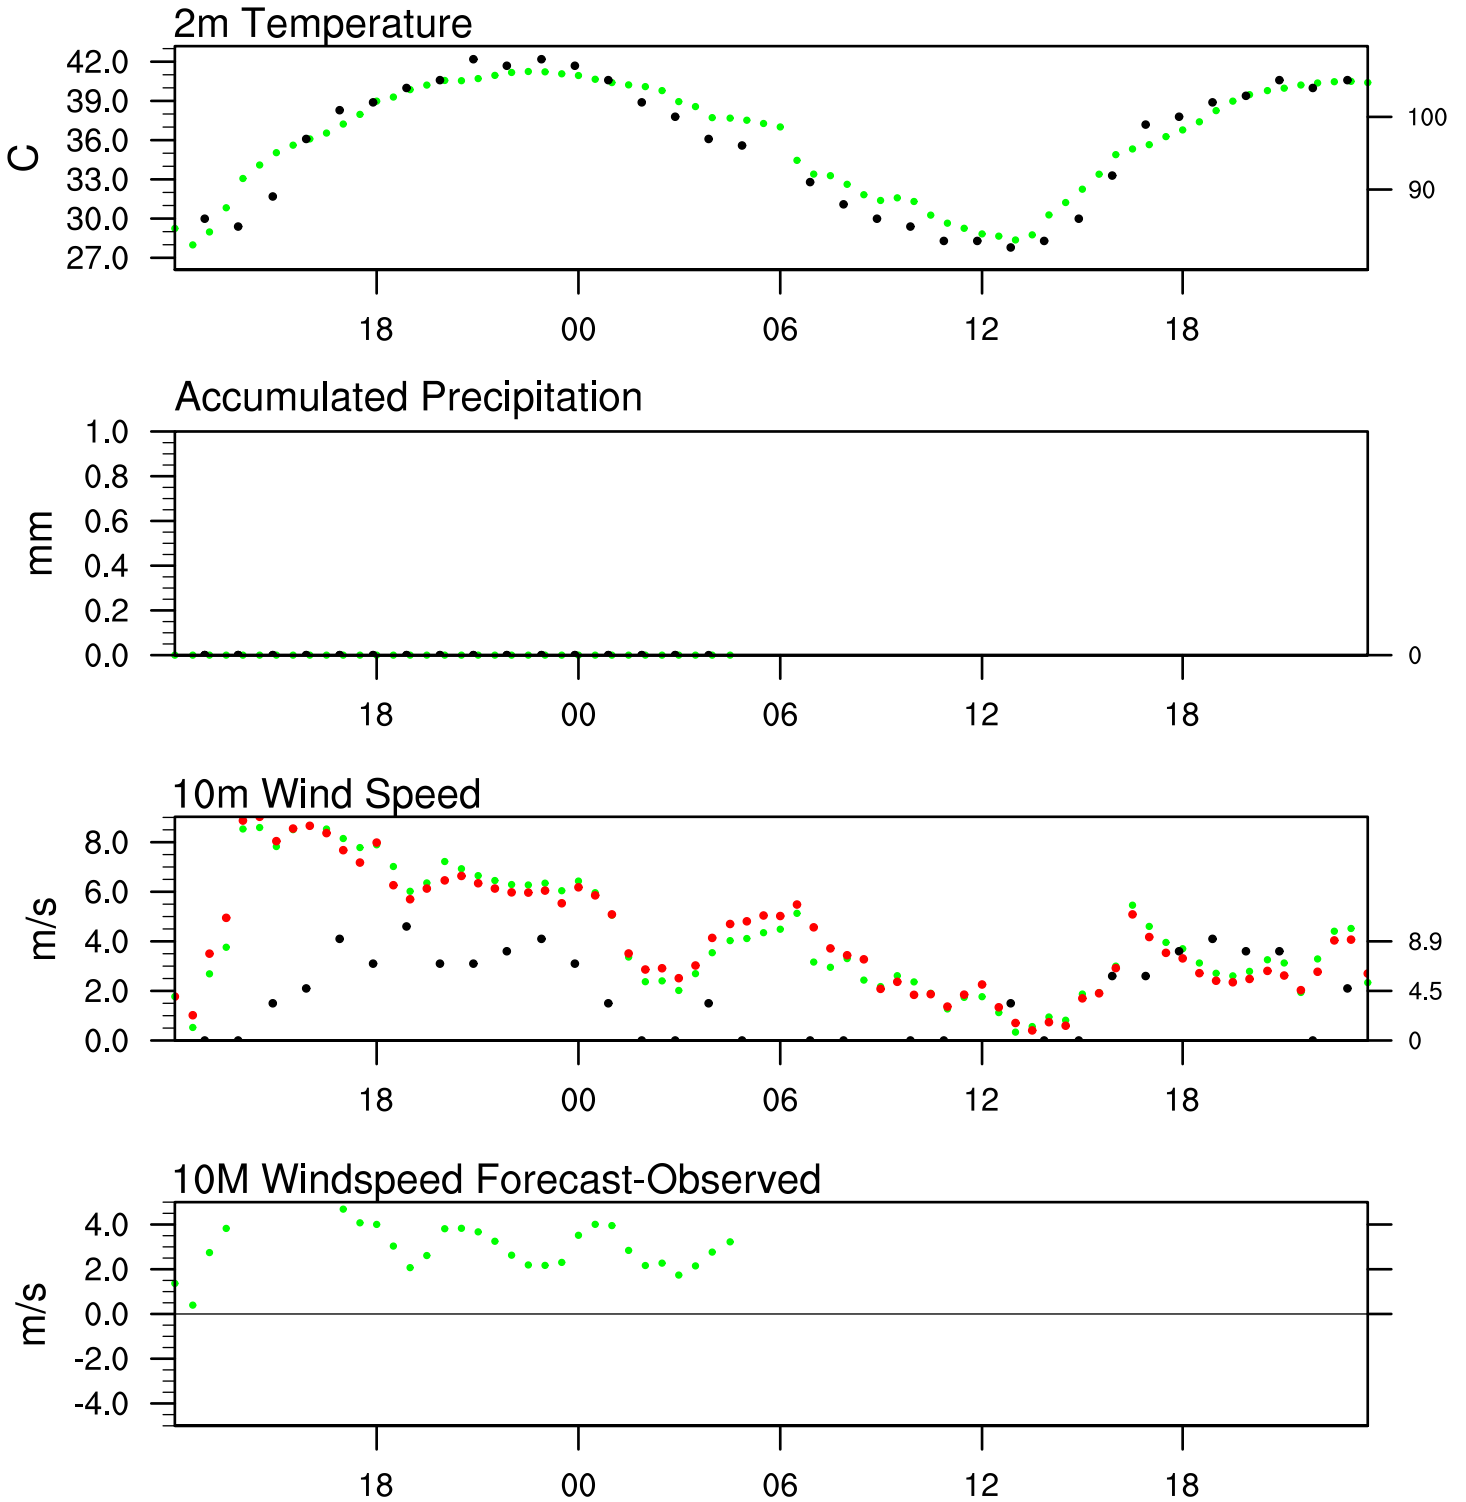 2m Temperature
42.0
39.0
36.0
33.0
30.0
27.0
C
100
90
18 00 06 12 18
Accumulated Precipitation
1.0
0.8
0.6
0.4
0.2
0.0
mm
0
18 00 06 12 18
10m Wind Speed
8.0
6.0
4.0
2.0
0.0
m/s
8.9
4.5
0
18 00 06 12 18
10M Windspeed Forecast-Observed
4.0
2.0
0.0
-2.0
-4.0
m/s
18 00 06 12 18